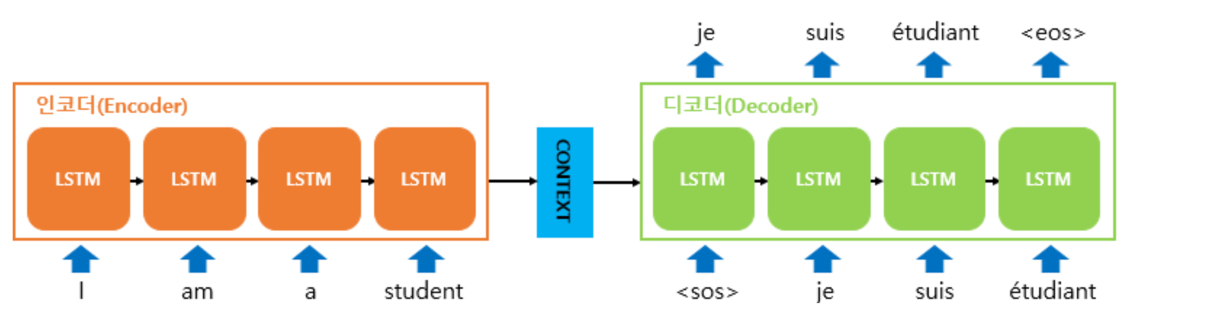 je suis étudiant <eos>
인코더(Encoder)
디코더(Decoder)
LSTM LSTM LSTM LSTM
CONTEXT
LSTM LSTM LSTM LSTM
I am a student
<sos> je suis étudiant